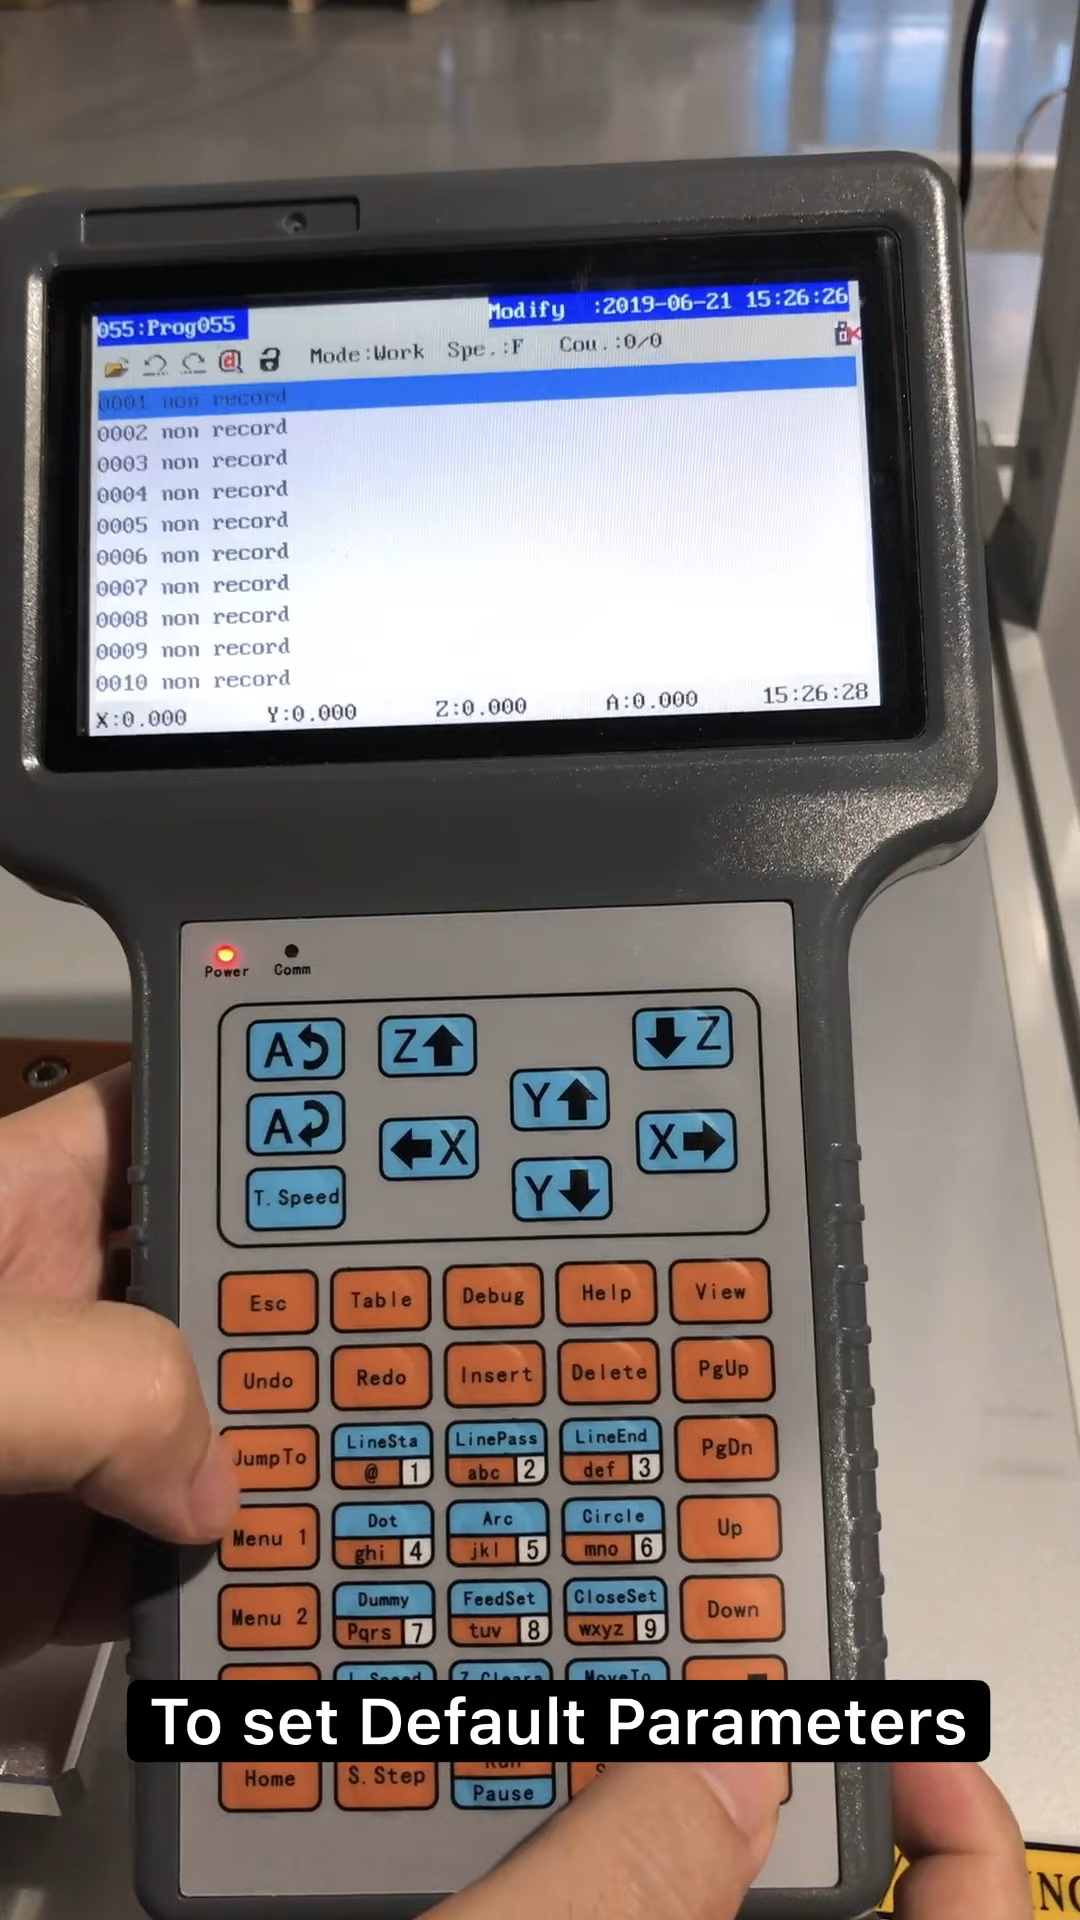 055:Prog055
Modify :2019-06-21 15:26:26
Mode:Work Spe.:F Cou.:0/0
0001 non record
0002 non record
0003 non record
0004 non record
0005 non record
0006 non record
0007 non record
0008 non record
0009 non record
0010 non record
X:0.000 Y:0.000 Z:0.000 A:0.000 15:26:28
Power Comm
A Z Z
A X Y X
T.Speed Y
Esc Table Debug Help View
Undo Redo Insert Delete PgUp
JumpTo LineSta LinePass LineEnd PgDn
@ 1 abc 2 def 3
Menu 1 Dot Arc Circle Up
ghi 4 jkl 5 mno 6
Menu 2 Dummy FeedSet CloseSet Down
Pqrs 7 tuv 8 wxyz 9
MoveTo
To set Default Parameters
Home S.Step Run
Pause